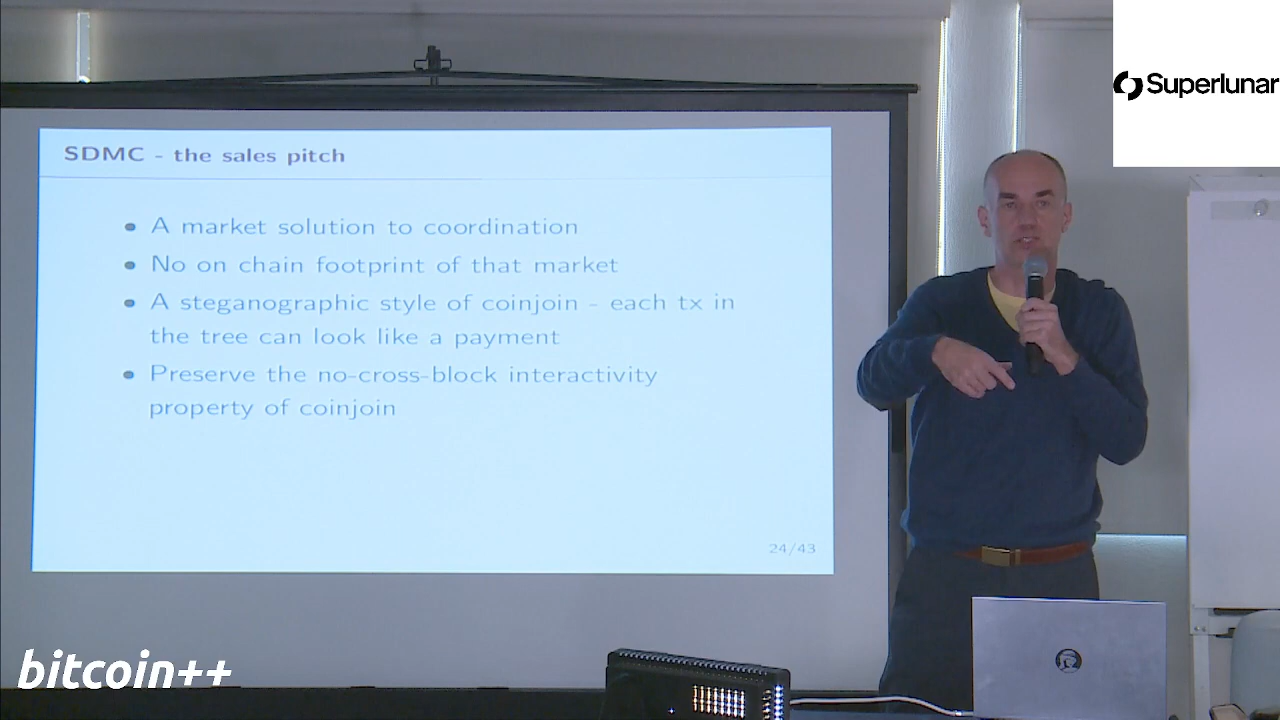 Superlunar
SDMC - the sales pitch
A market solution to coordination
No on chain footprint of that market
A steganographic style of coinjoin – each tx in
the tree can look like a payment
Preserve the no-cross-block interactivity
property of coinjoin
24/43
bitcoin++